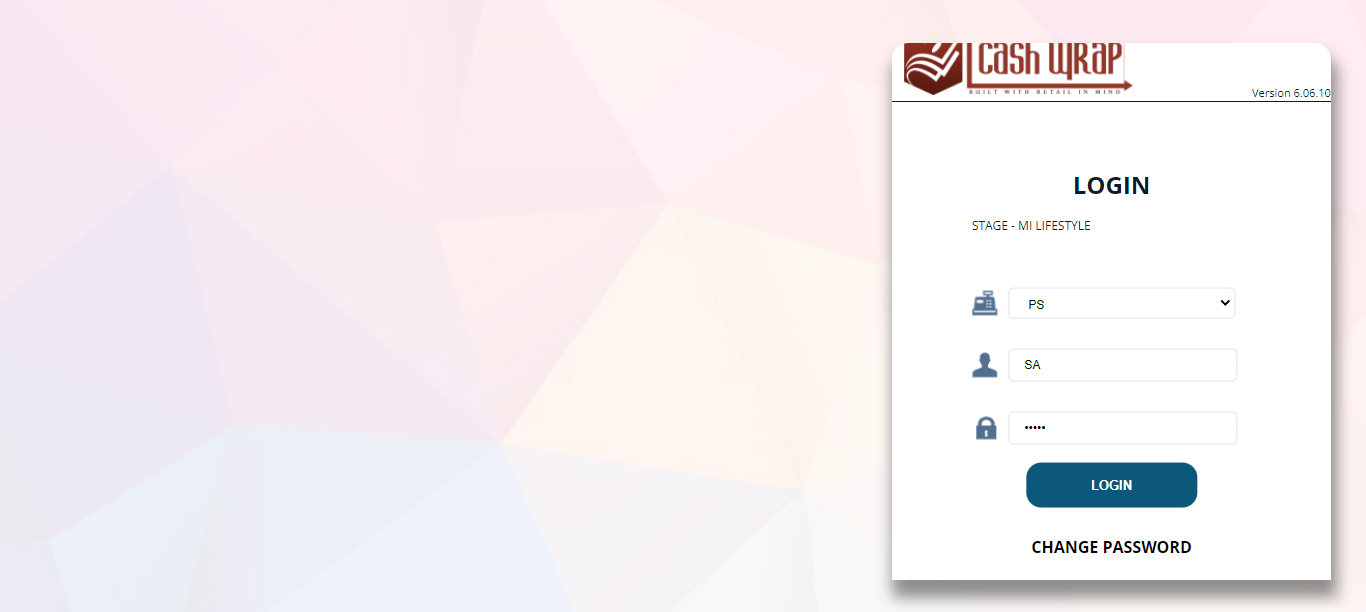 Cash WRAP
BUILT WITH RETAIL IN MIND
Version 6.06.10
LOGIN
STAGE - MI LIFESTYLE
PS
SA
•••••
LOGIN
CHANGE PASSWORD